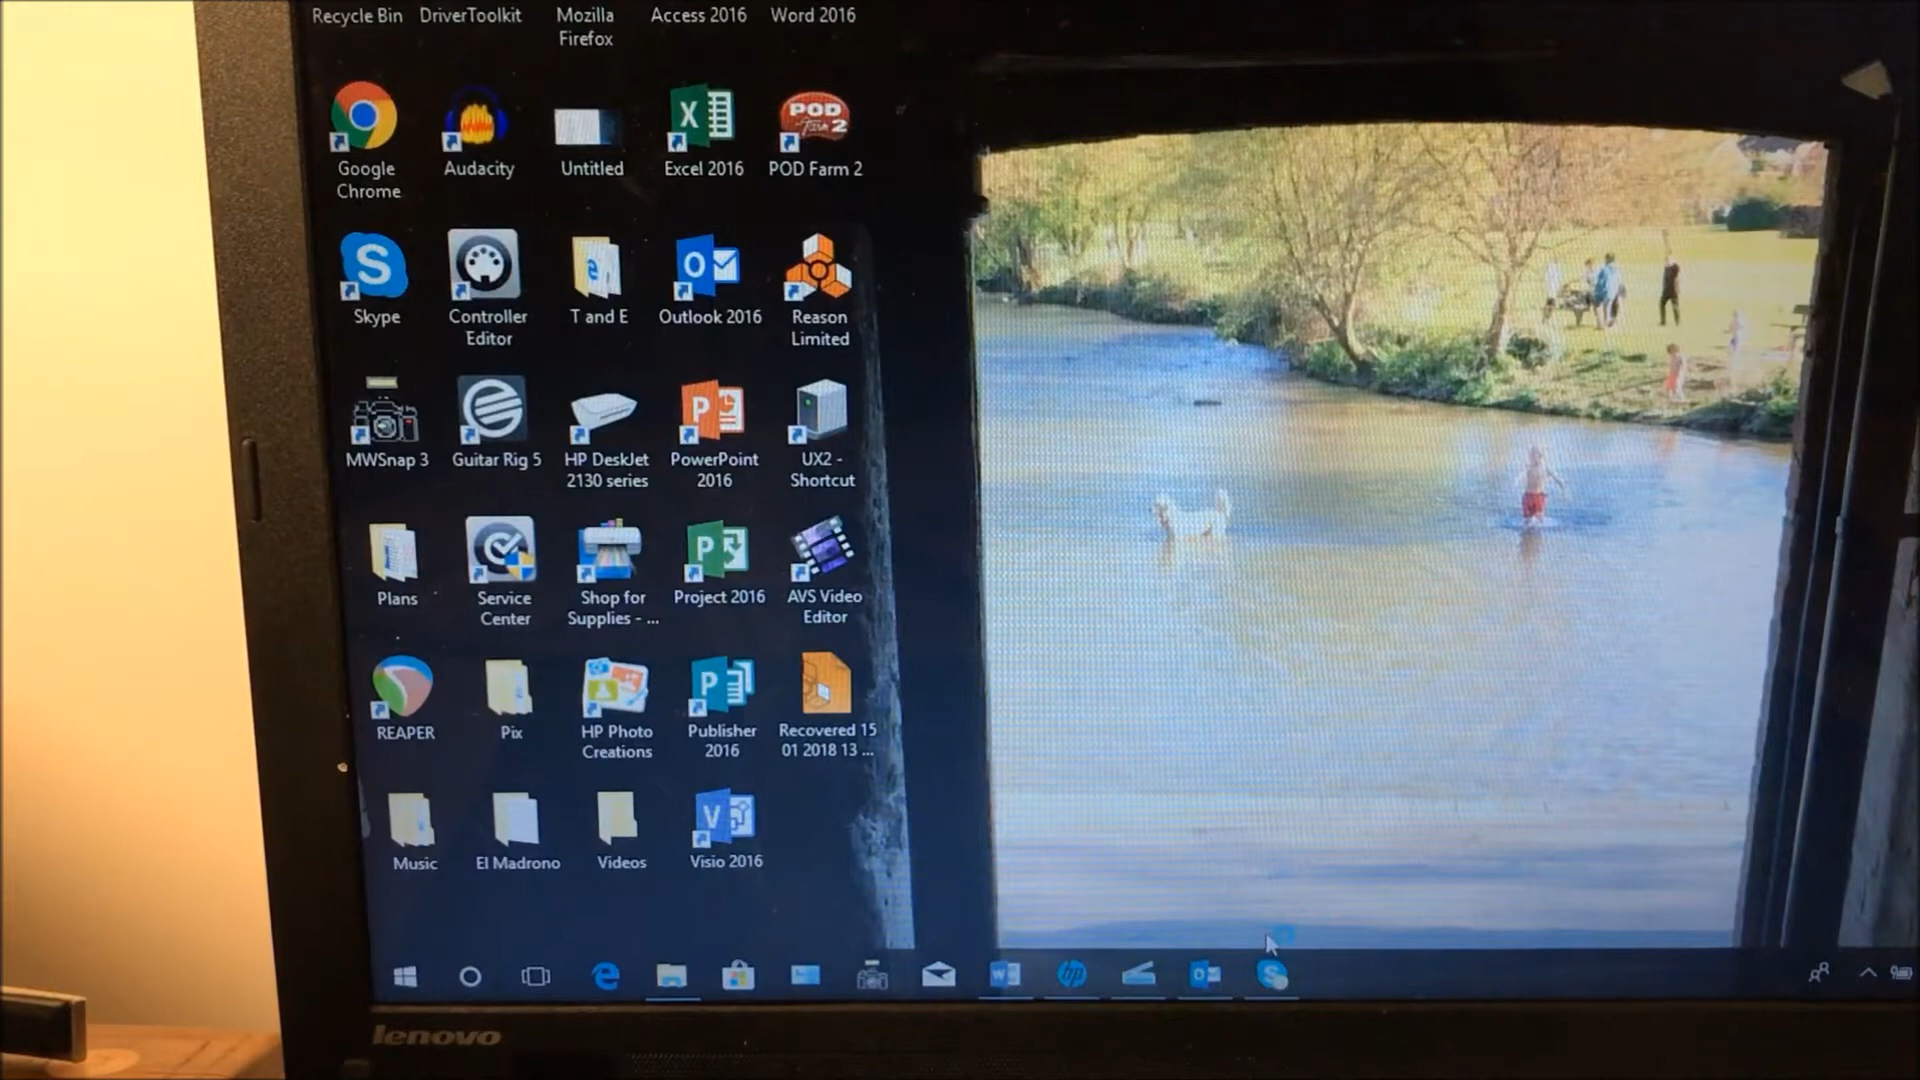 Recycle Bin
DriverToolkit
Mozilla
Firefox
Access 2016
Word 2016
Google
Chrome
Audacity
Untitled
X
Excel 2016
POD
Farm 2
POD Farm 2
S
Skype
Controller
Editor
e
T and E
O
Outlook 2016
Reason
Limited
MWSnap 3
Guitar Rig 5
HP DeskJet
2130 series
P
PowerPoint
2016
UX2 -
Shortcut
Plans
Service
Center
Shop for
Supplies - ...
P
Project 2016
AVS Video
Editor
REAPER
Pix
HP Photo
Creations
P
Publisher
2016
Recovered 15
01 2018 13 ...
Music
El Madrono
Videos
V
Visio 2016
e
W
hp
O
S
lenovo